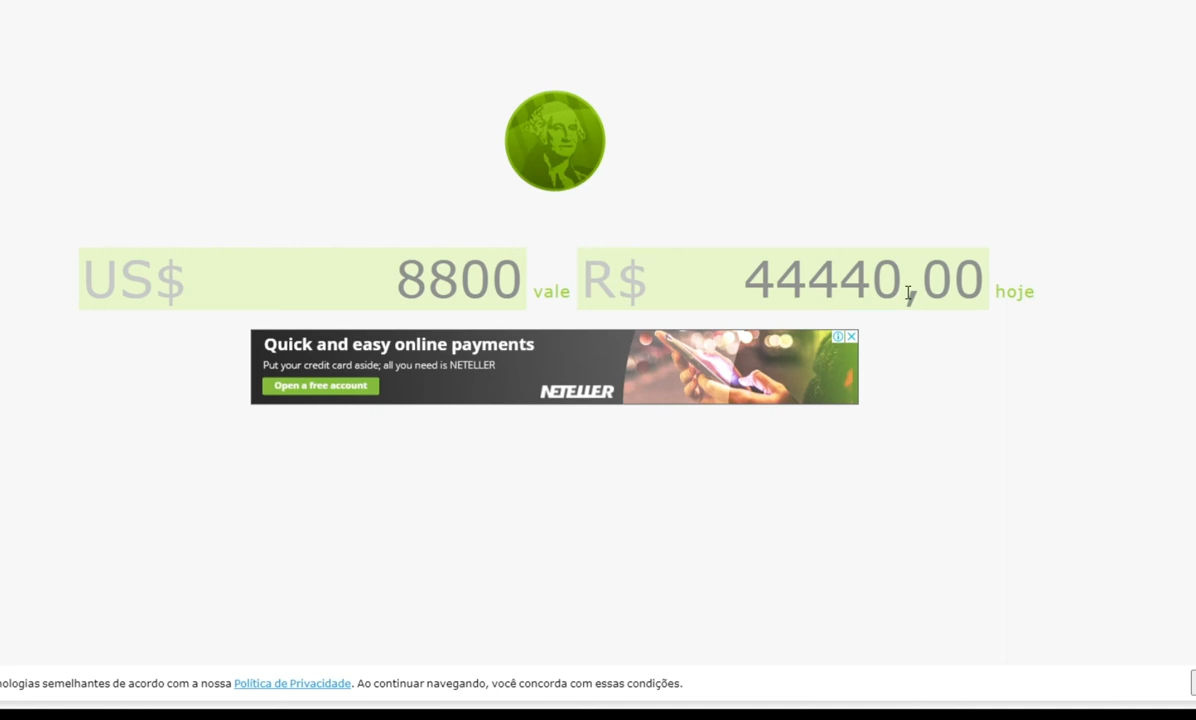 US$ 8800 vale R$ 44440,00 hoje
Quick and easy online payments
Put your credit card aside; all you need is NETELLER
Open a free account
NETELLER
nologias semelhantes de acordo com a nossa Política de Privacidade. Ao continuar navegando, você concorda com essas condições.